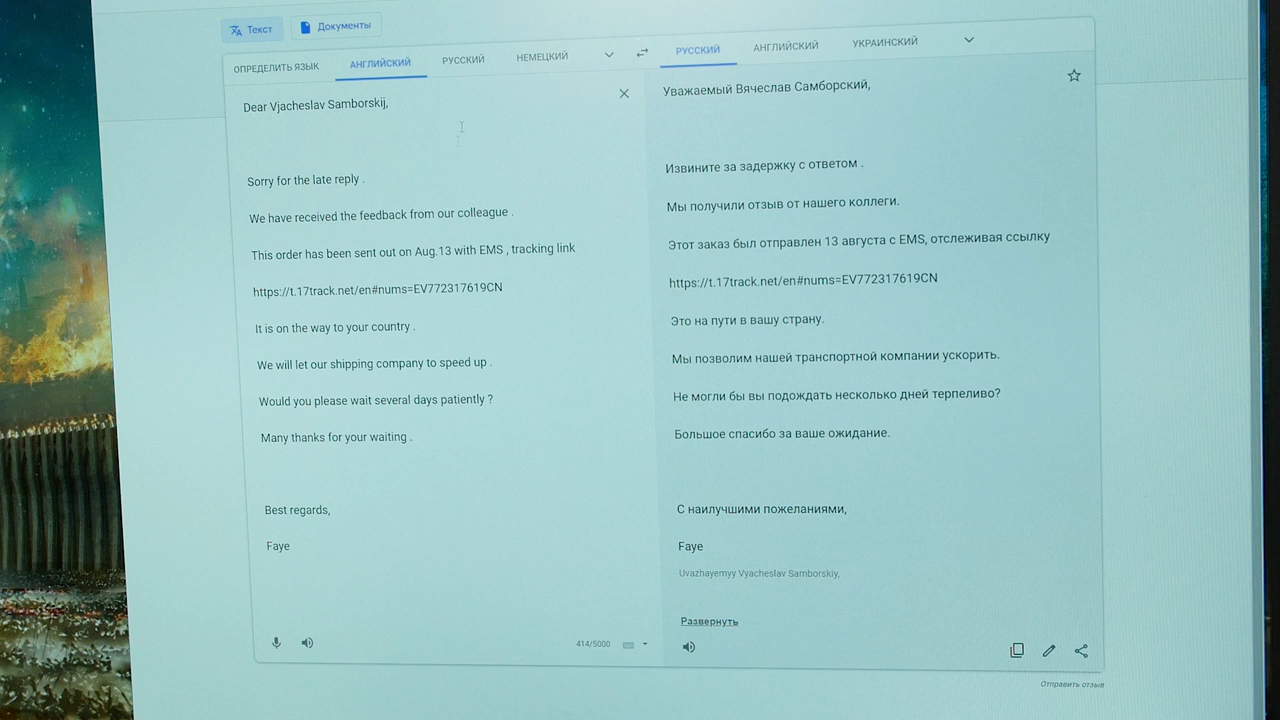 Текст
Документы
ОПРЕДЕЛИТЬ ЯЗЫК
АНГЛИЙСКИЙ
РУССКИЙ
НЕМЕЦКИЙ
РУССКИЙ
АНГЛИЙСКИЙ
УКРАИНСКИЙ
Dear Vjacheslav Samborskij,
Sorry for the late reply .
We have received the feedback from our colleague .
This order has been sent out on Aug.13 with EMS , tracking link
https://t.17track.net/en#nums=EV772317619CN
It is on the way to your country .
We will let our shipping company to speed up .
Would you please wait several days patiently ?
Many thanks for your waiting .
Best regards,
Faye
414/5000
Уважаемый Вячеслав Самборский,
Извините за задержку с ответом .
Мы получили отзыв от нашего коллеги.
Этот заказ был отправлен 13 августа с EMS, отслеживая ссылку
https://t.17track.net/en#nums=EV772317619CN
Это на пути в вашу страну.
Мы позволим нашей транспортной компании ускорить.
Не могли бы вы подождать несколько дней терпеливо?
Большое спасибо за ваше ожидание.
С наилучшими пожеланиями,
Faye
Uvazhayemyy Vyacheslav Samborskiy,
Развернуть
Отправить отзыв